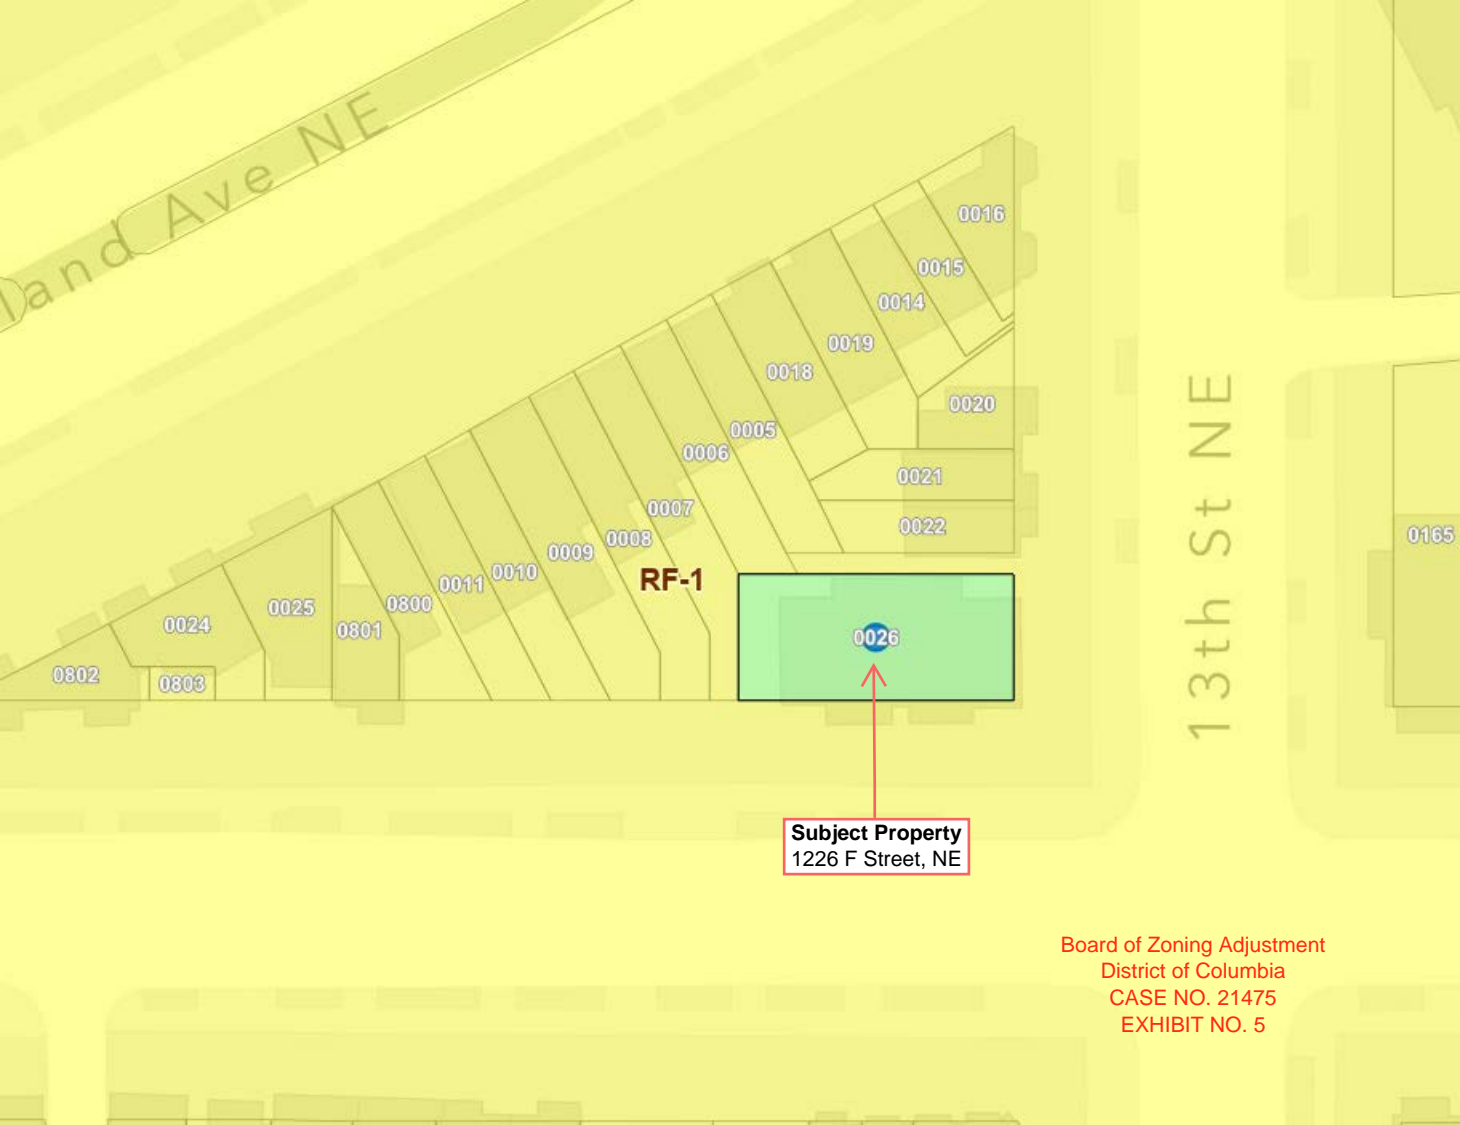 land Ave NE
0016
0015
0014
0019
0018
0020
0005
0006
0021
0007
0022
0008
0009
0010
0011
0800
0025
0801
0024
0802
0803
RF-1
0026
13th St NE
0165
Subject Property
1226 F Street, NE
Board of Zoning Adjustment
District of Columbia
CASE NO. 21475
EXHIBIT NO. 5